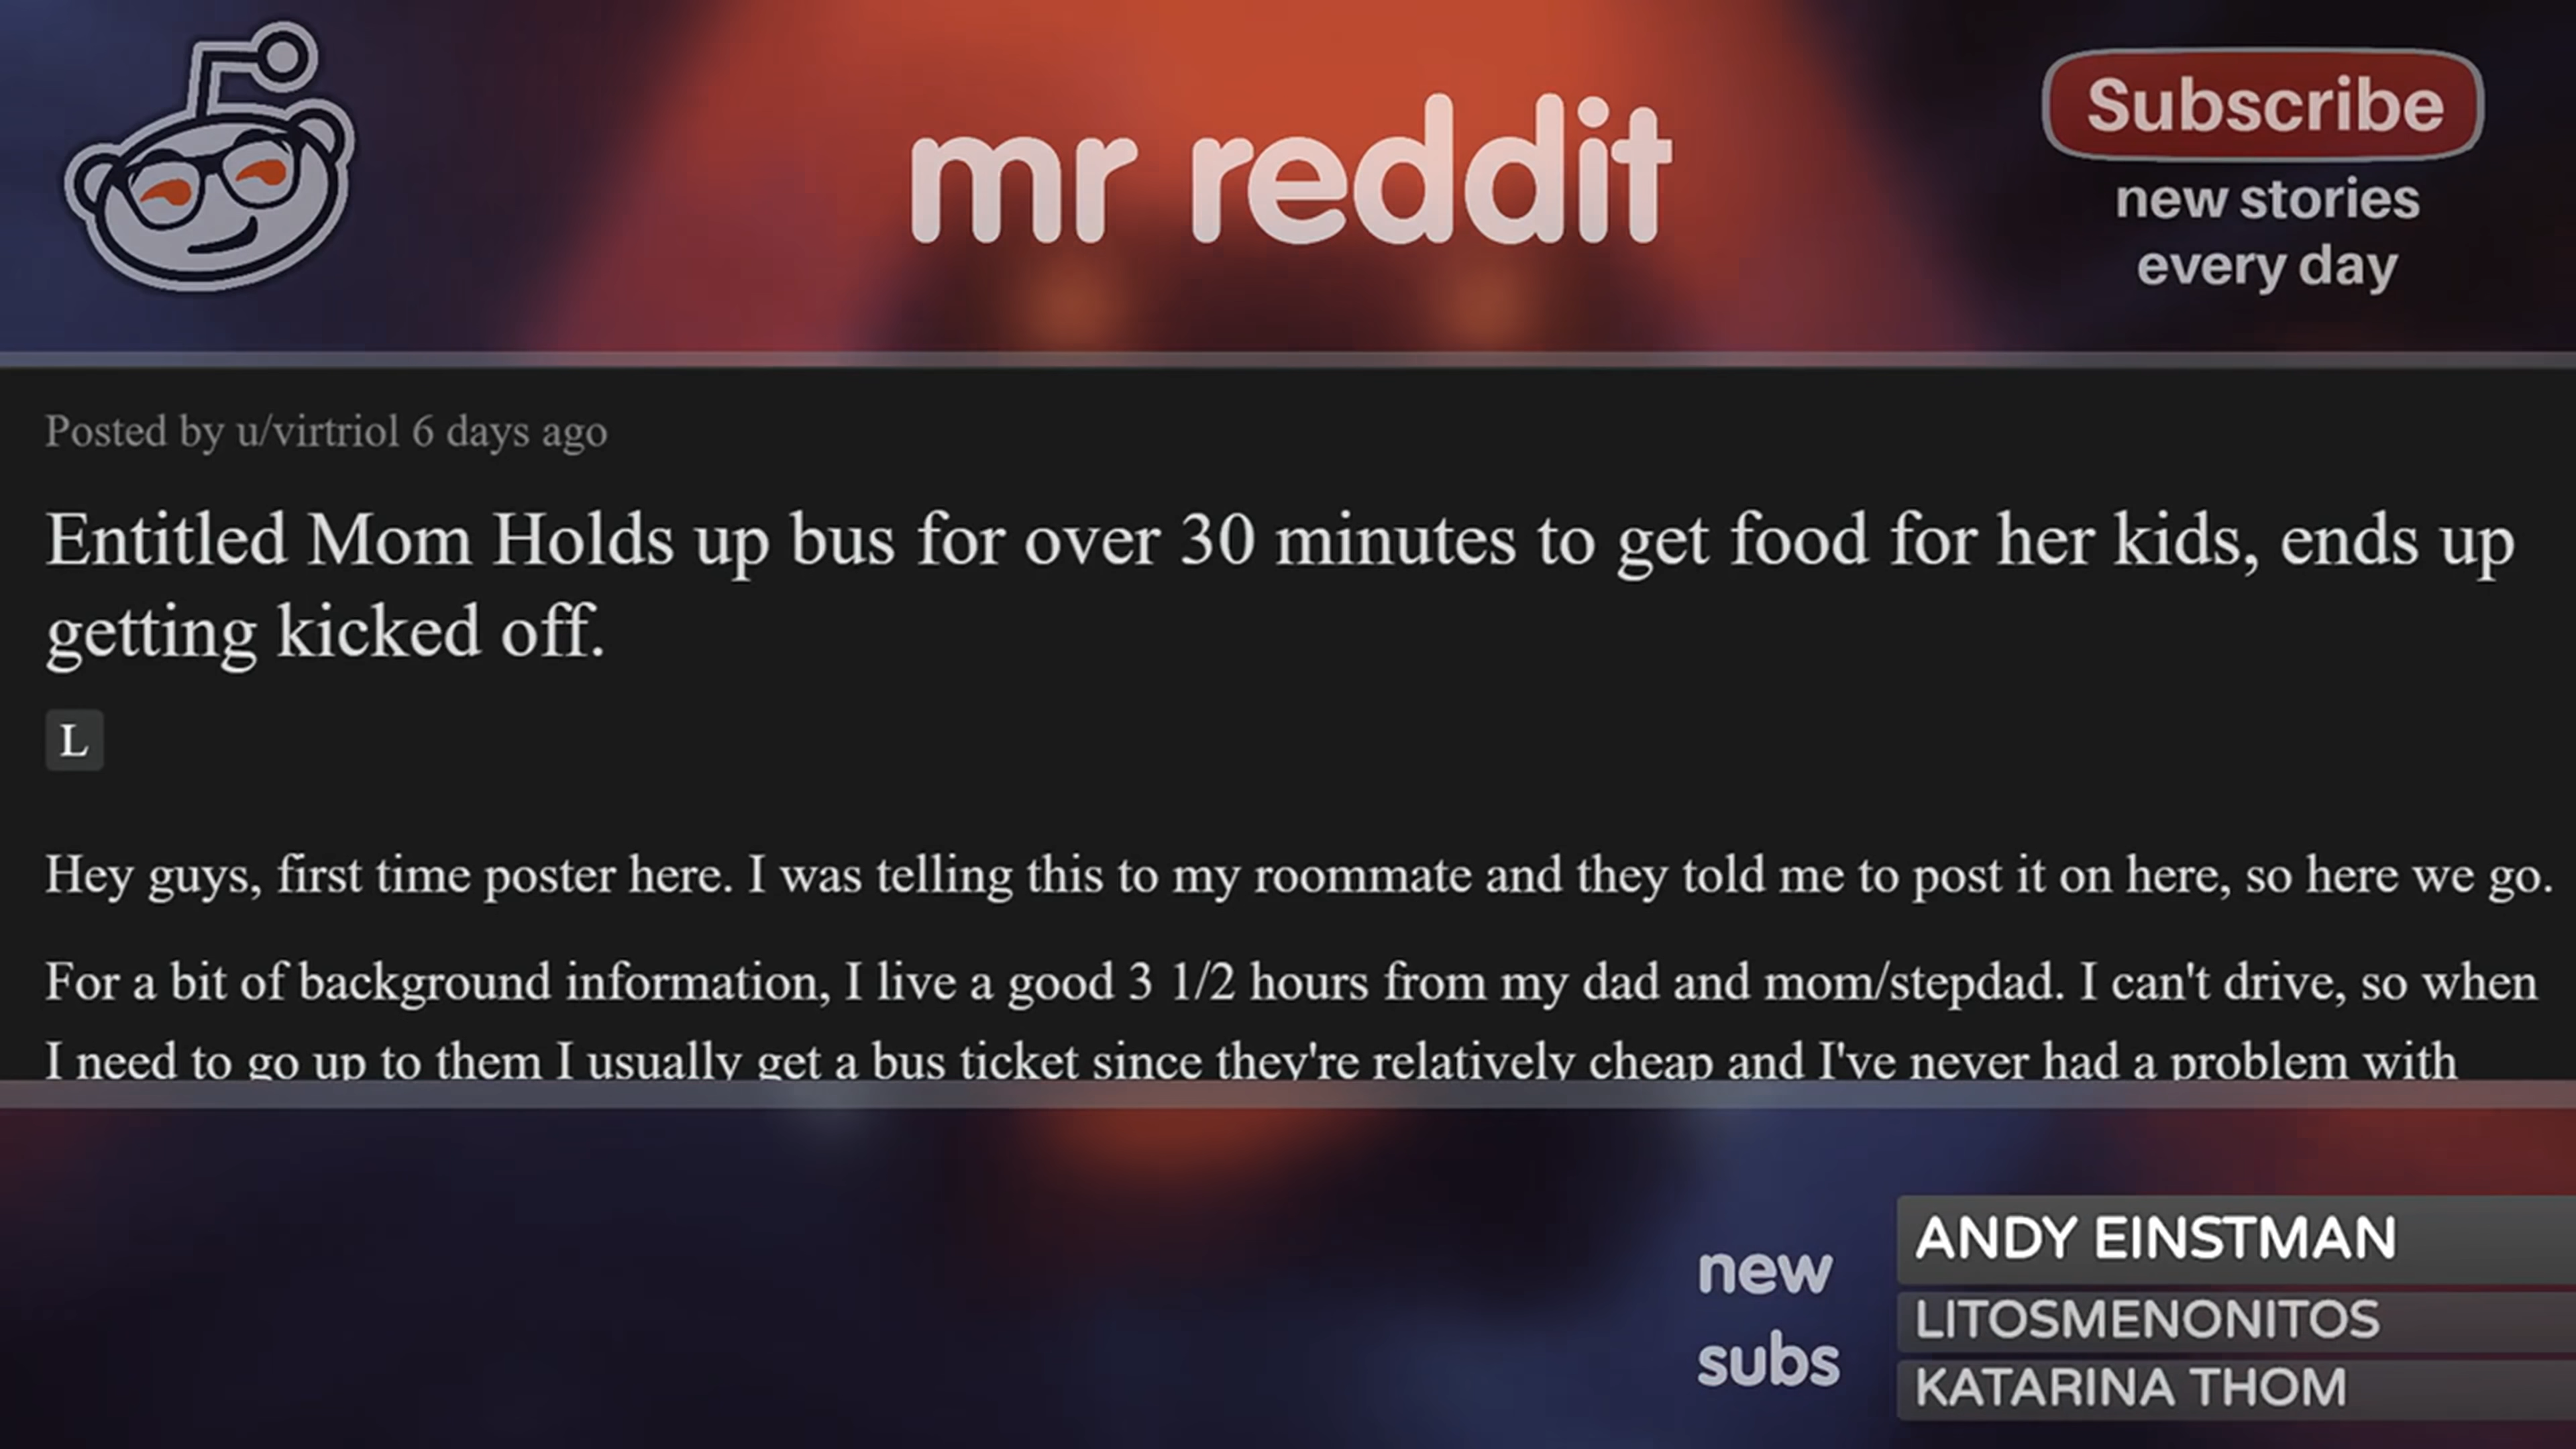 mr reddit
Subscribe
new stories
every day
Posted by u/virtriol 6 days ago
Entitled Mom Holds up bus for over 30 minutes to get food for her kids, ends up
getting kicked off.
L
Hey guys, first time poster here. I was telling this to my roommate and they told me to post it on here, so here we go.
For a bit of background information, I live a good 3 1/2 hours from my dad and mom/stepdad. I can't drive, so when
I need to go up to them I usually get a bus ticket since they're relatively cheap and I've never had a problem with
new
subs
ANDY EINSTMAN
LITOSMENONITOS
KATARINA THOM